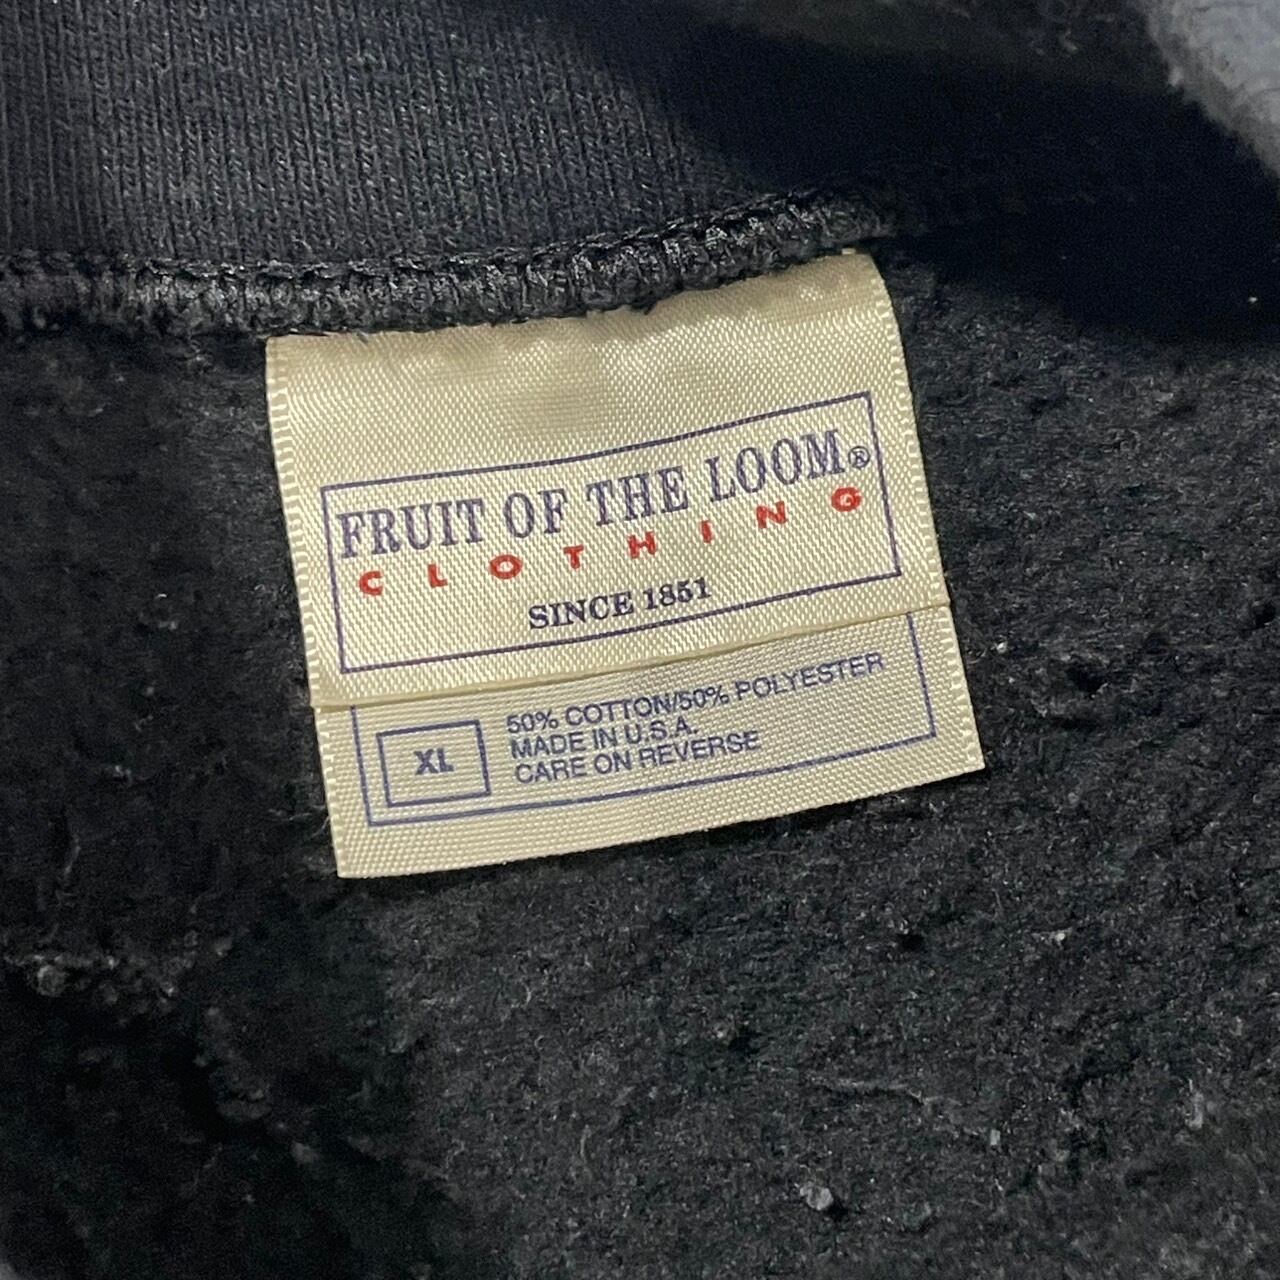 FRUIT OF THE LOOM®
CLOTHING
SINCE 1851
XL
50% COTTON/50% POLYESTER
MADE IN U.S.A.
CARE ON REVERSE